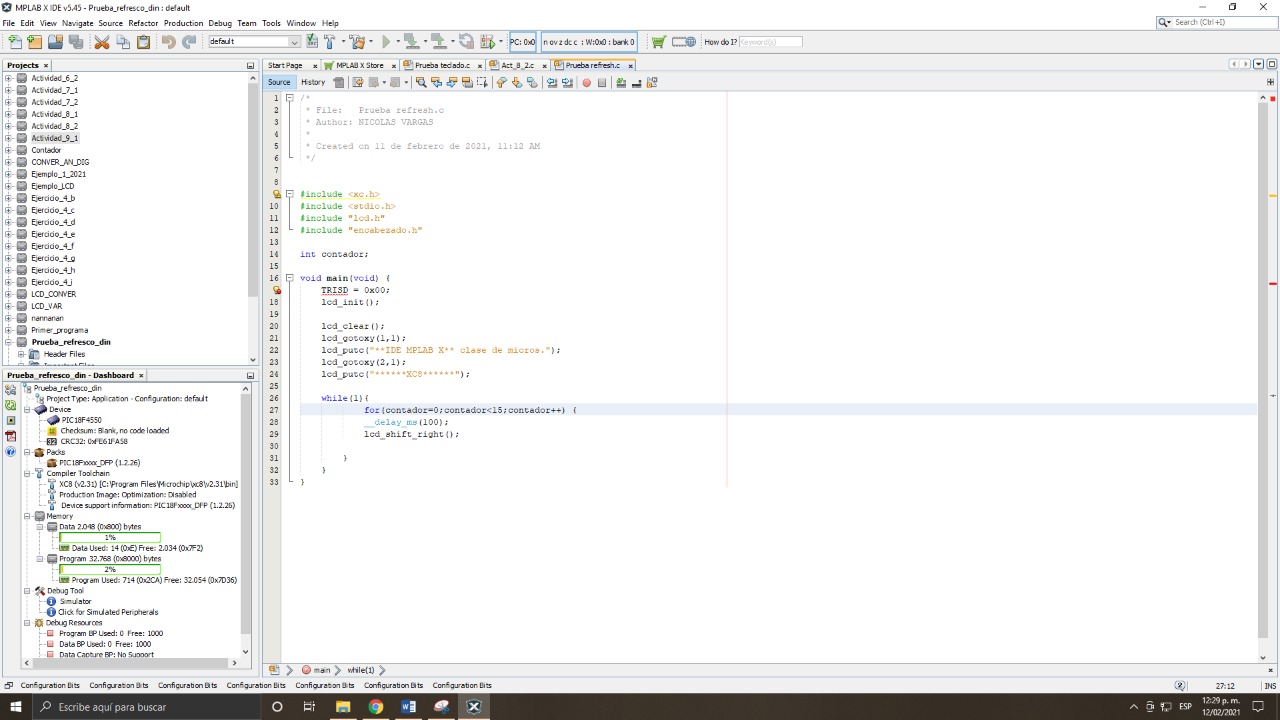 MPLAB X IDE v5.45 - Prueba_refresco_din : default
File Edit View Navigate Source Refactor Production Debug Team Tools Window Help
Search (Ctrl+I)
default
PC: 0x0
n ov z dc c : W:0x0 : bank 0
How do I? Keyword(s)
Projects
Start Page
MPLAB X Store
Prueba teclado.c
Act_8_2.c
Prueba refresh.c
Source History
Actividad_6_2
Actividad_7_1
Actividad_7_2
Actividad_8_1
Actividad_8_2
Actividad_9_1
Contador
CONVER_AN_DIG
Ejemplo_1_2021
Ejemplo_LCD
Ejercicio_4_b
Ejercicio_4_c
Ejercicio_4_d
Ejercicio_4_e
Ejercicio_4_f
Ejercicio_4_g
Ejercicio_4_h
Ejercicio_4_i
LCD_CONVER
LCD_VAR
nannanan
Primer_programa
Prueba_refresco_din
Header Files
Important Files
1 /*
2 * File: Prueba refresh.c
3 * Author: NICOLAS VARGAS
4 *
5 * Created on 11 de febrero de 2021, 11:12 AM
6 */
7
8
#include <xc.h>
10 #include <stdio.h>
11 #include "lcd.h"
12 #include "encabezado.h"
13
14 int contador;
15
16 void main(void) {
TRISD = 0x00;
18 lcd_init();
19
20 lcd_clear();
21 lcd_gotoxy(1,1);
22 lcd_putc("**IDE MPLAB X** clase de micros.");
23 lcd_gotoxy(2,1);
24 lcd_putc("******XC8******");
25
26 while(1){
27 for(contador=0;contador<15;contador++) {
28 __delay_ms(100);
29 lcd_shift_right();
30
31 }
32 }
33 }
Prueba_refresco_din - Dashboard
Prueba_refresco_din
Project Type: Application - Configuration: default
Device
PIC18F4550
Checksum: Blank, no code loaded
CRC32: 0xFE61FA58
Packs
PIC18Fxxxx_DFP (1.2.26)
Compiler Toolchain
XC8 (v2.31) [C:\Program Files\Microchip\xc8\v2.31\bin]
Production Image: Optimization: Disabled
Device support information: PIC18Fxxxx_DFP (1.2.26)
Memory
Data 2.048 (0x800) bytes
1%
Data Used: 14 (0xE) Free: 2.034 (0x7F2)
Program 32.768 (0x8000) bytes
2%
Program Used: 714 (0x2CA) Free: 32.054 (0x7D36)
Debug Tool
Simulator
Click for Simulated Peripherals
Debug Resources
Program BP Used: 0 Free: 1000
Data BP Used: 0 Free: 1000
Data Capture BP: No Support
main
while(1)
Configuration Bits Configuration Bits Configuration Bits Configuration Bits Configuration Bits Configuration Bits Configuration Bits
27:12 INS
Escribe aquí para buscar
ESP
12:29 p. m.
12/02/2021